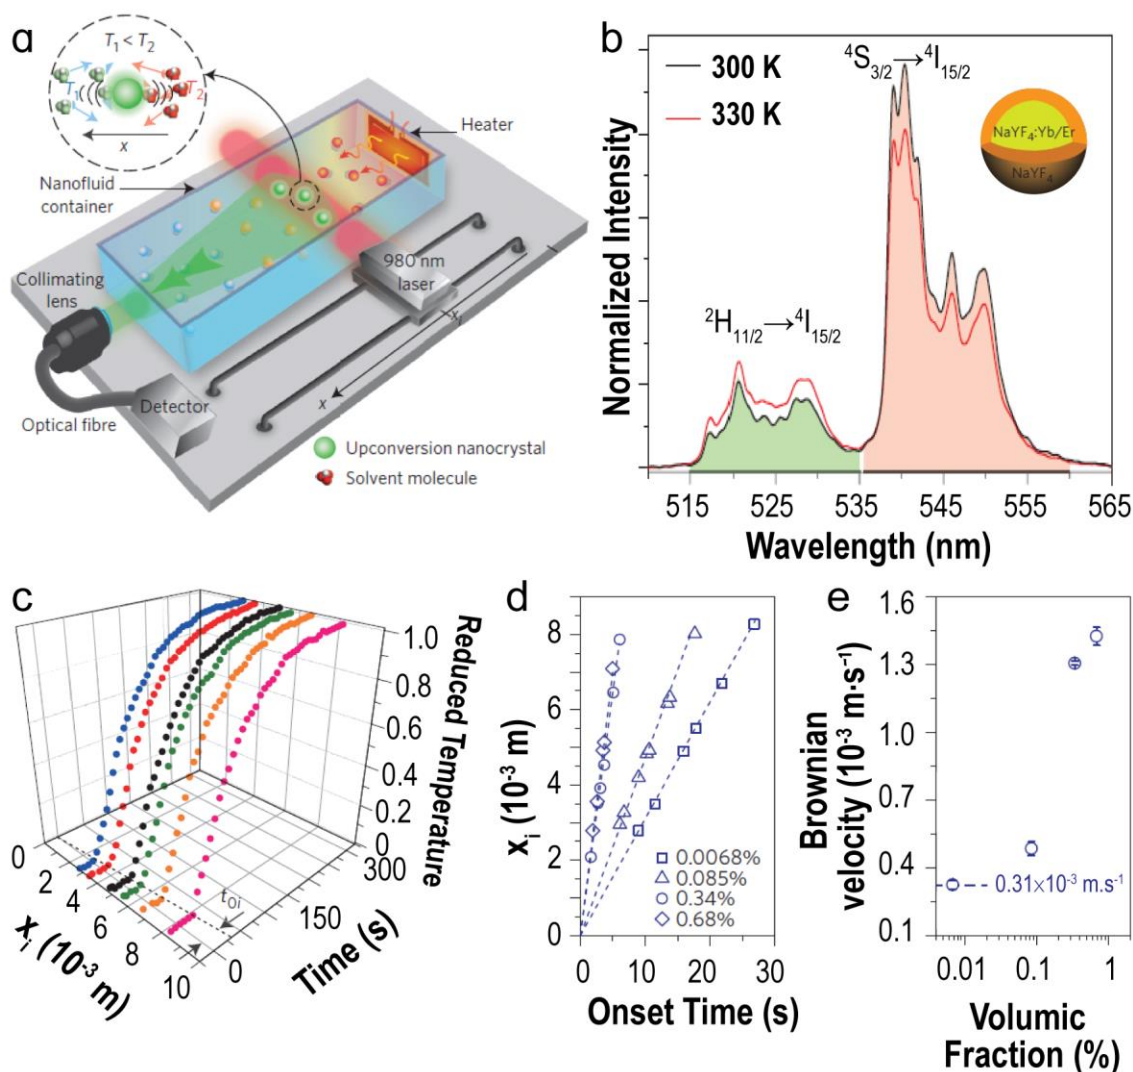 a
T₁ < T₂
T₁
T₂
x
Heater
Nanofluid
container
980 nm
laser
Collimating
lens
xᵢ
x
Detector
Optical fibre
Upconversion nanocrystal
Solvent molecule
b
300 K
330 K
⁴S₃/₂→⁴I₁₅/₂
NaYF₄:Yb/Er
NaYF₄
²H₁₁/₂→⁴I₁₅/₂
Normalized Intensity
515 525 535 545 555 565
Wavelength (nm)
c
1.0
0.8
0.6
0.4
0.2
0
Reduced Temperature
0 2 4 6 8 10
xᵢ (10⁻³ m)
t₀ᵢ
0 150 300
Time (s)
d
8
6
4
2
0
xᵢ (10⁻³ m)
0.0068%
0.085%
0.34%
0.68%
0 10 20 30
Onset Time (s)
e
1.6
1.3
1.0
0.7
0.4
0.1
Brownian
velocity (10⁻³ m·s⁻¹)
0.31×10⁻³ m.s⁻¹
0.01 0.1 1
Volumic
Fraction (%)